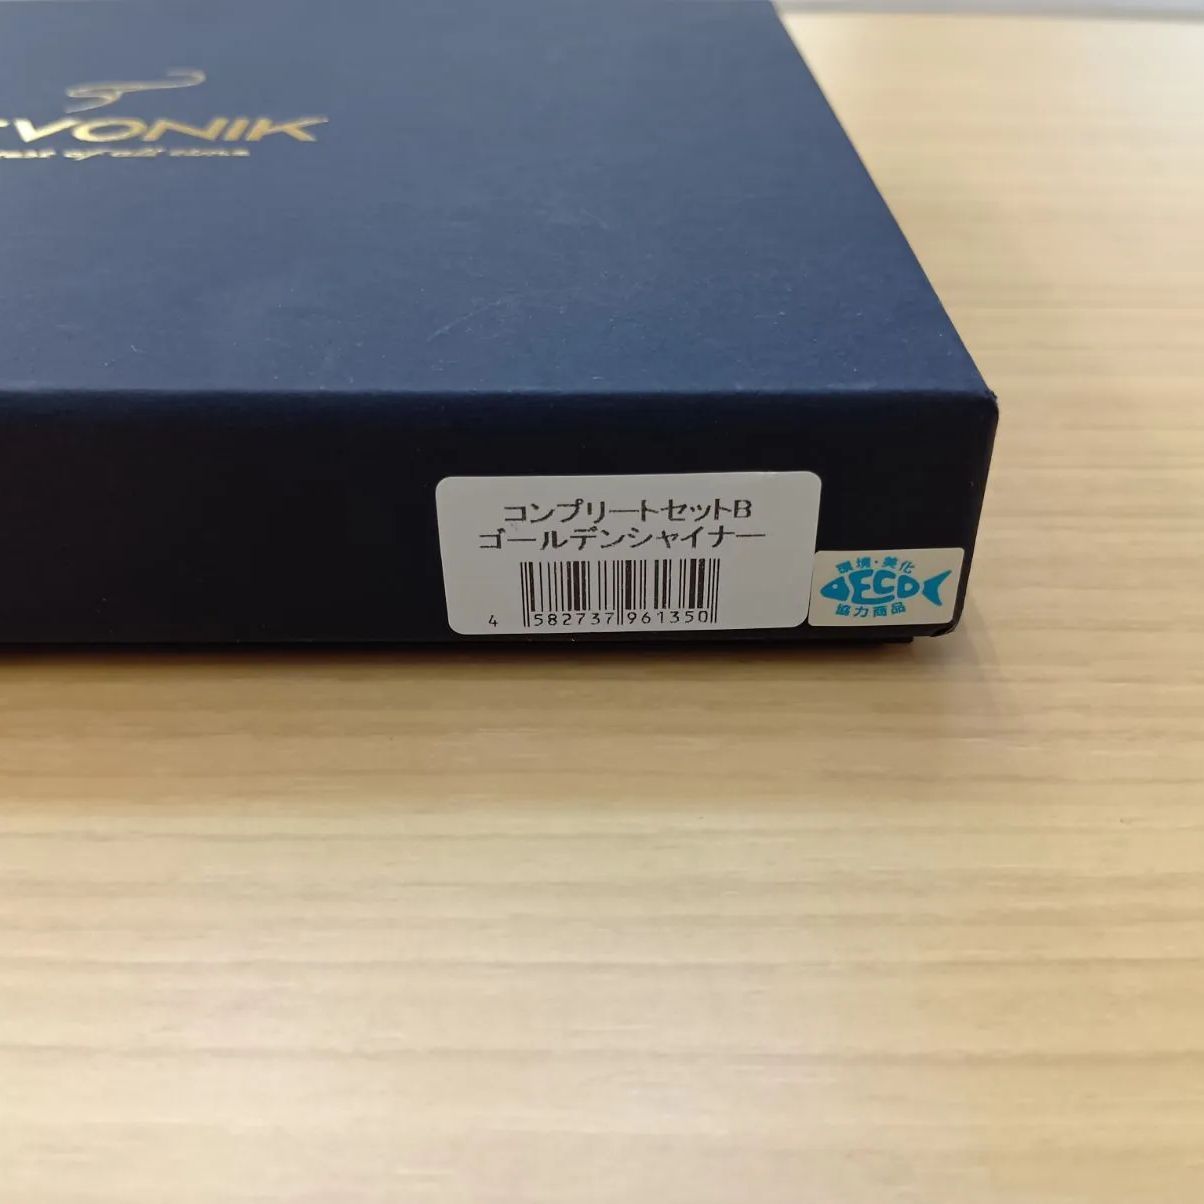 VONIK
コンプリートセットB
ゴールデンシャイナー
4 582737 961350
環境・美化
ECO
協力商品